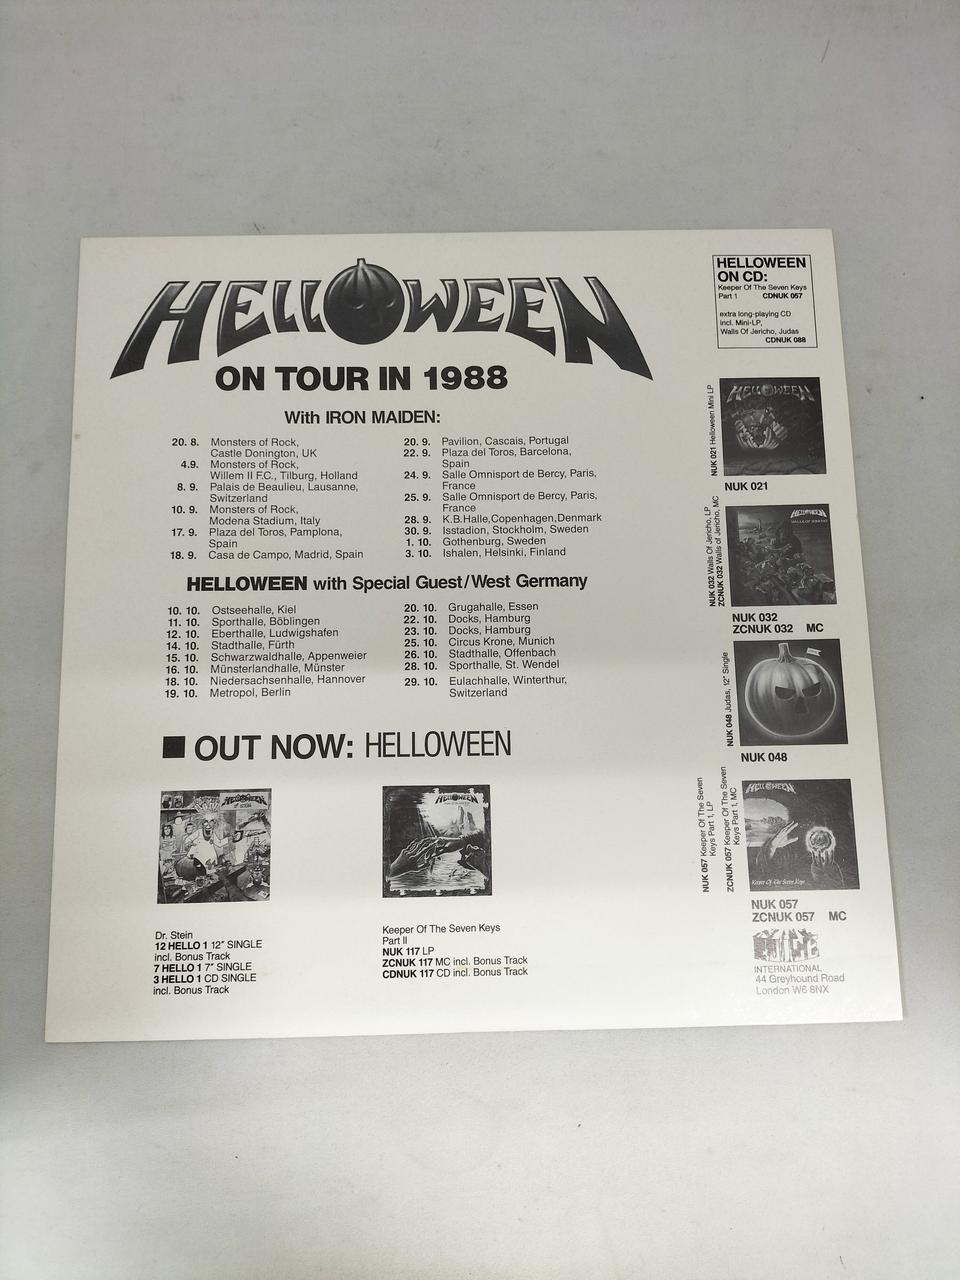 HELLOWEEN
ON TOUR IN 1988
With IRON MAIDEN:
20. 8. Monsters of Rock,
Castle Donington, UK
4.9. Monsters of Rock,
Willem II F.C., Tilburg, Holland
8. 9. Palais de Beaulieu, Lausanne,
Switzerland
10. 9. Monsters of Rock,
Modena Stadium, Italy
17. 9. Plaza del Toros, Pamplona,
Spain
18. 9. Casa de Campo, Madrid, Spain
20. 9. Pavilion, Cascais, Portugal
22. 9. Plaza del Toros, Barcelona,
Spain
24. 9. Salle Omnisport de Bercy, Paris,
France
25. 9. Salle Omnisport de Bercy, Paris,
France
28. 9. K.B.Halle,Copenhagen,Denmark
30. 9. Isstadion, Stockholm, Sweden
1. 10. Gothenburg, Sweden
3. 10. Ishalen, Helsinki, Finland
HELLOWEEN with Special Guest/West Germany
10. 10. Ostseehalle, Kiel
11. 10. Sporthalle, Böblingen
12. 10. Eberthalle, Ludwigshafen
14. 10. Stadthalle, Fürth
15. 10. Schwarzwaldhalle, Appenweier
16. 10. Münsterlandhalle, Münster
18. 10. Niedersachsenhalle, Hannover
19. 10. Metropol, Berlin
20. 10. Grugahalle, Essen
22. 10. Docks, Hamburg
23. 10. Docks, Hamburg
25. 10. Circus Krone, Munich
26. 10. Stadthalle, Offenbach
28. 10. Sporthalle, St. Wendel
29. 10. Eulachhalle, Winterthur,
Switzerland
OUT NOW: HELLOWEEN
HELLOWEEN
Dr. Stein
12 HELLO 1 12″ SINGLE
incl. Bonus Track
7 HELLO 1 7″ SINGLE
3 HELLO 1 CD SINGLE
incl. Bonus Track
HELLOWEEN
Keeper Of The Seven Keys
Part II
NUK 117 LP
ZCNUK 117 MC incl. Bonus Track
CDNUK 117 CD incl. Bonus Track
HELLOWEEN
ON CD:
Keeper Of The Seven Keys
Part 1 CDNUK 057
extra long-playing CD
incl. Mini-LP,
Walls Of Jericho, Judas
CDNUK 088
NUK 021 Helloween Mini LP
HELLOWEEN
NUK 021
NUK 032 Walls Of Jericho, LP
ZCNUK 032 Walls of Jericho, MC
HELLOWEEN
WALLS OF JERICHO
NUK 032
ZCNUK 032 MC
NUK 048 Judas, 12″ Single
NUK 048
NUK 057 Keeper Of The Seven
Keys Part 1, LP
ZCNUK 057 Keeper Of The Seven
Keys Part 1, MC
HELLOWEEN
Keeper Of The Seven Keys
NUK 057
ZCNUK 057 MC
NOISE
INTERNATIONAL
44 Greyhound Road
London W6 8NX